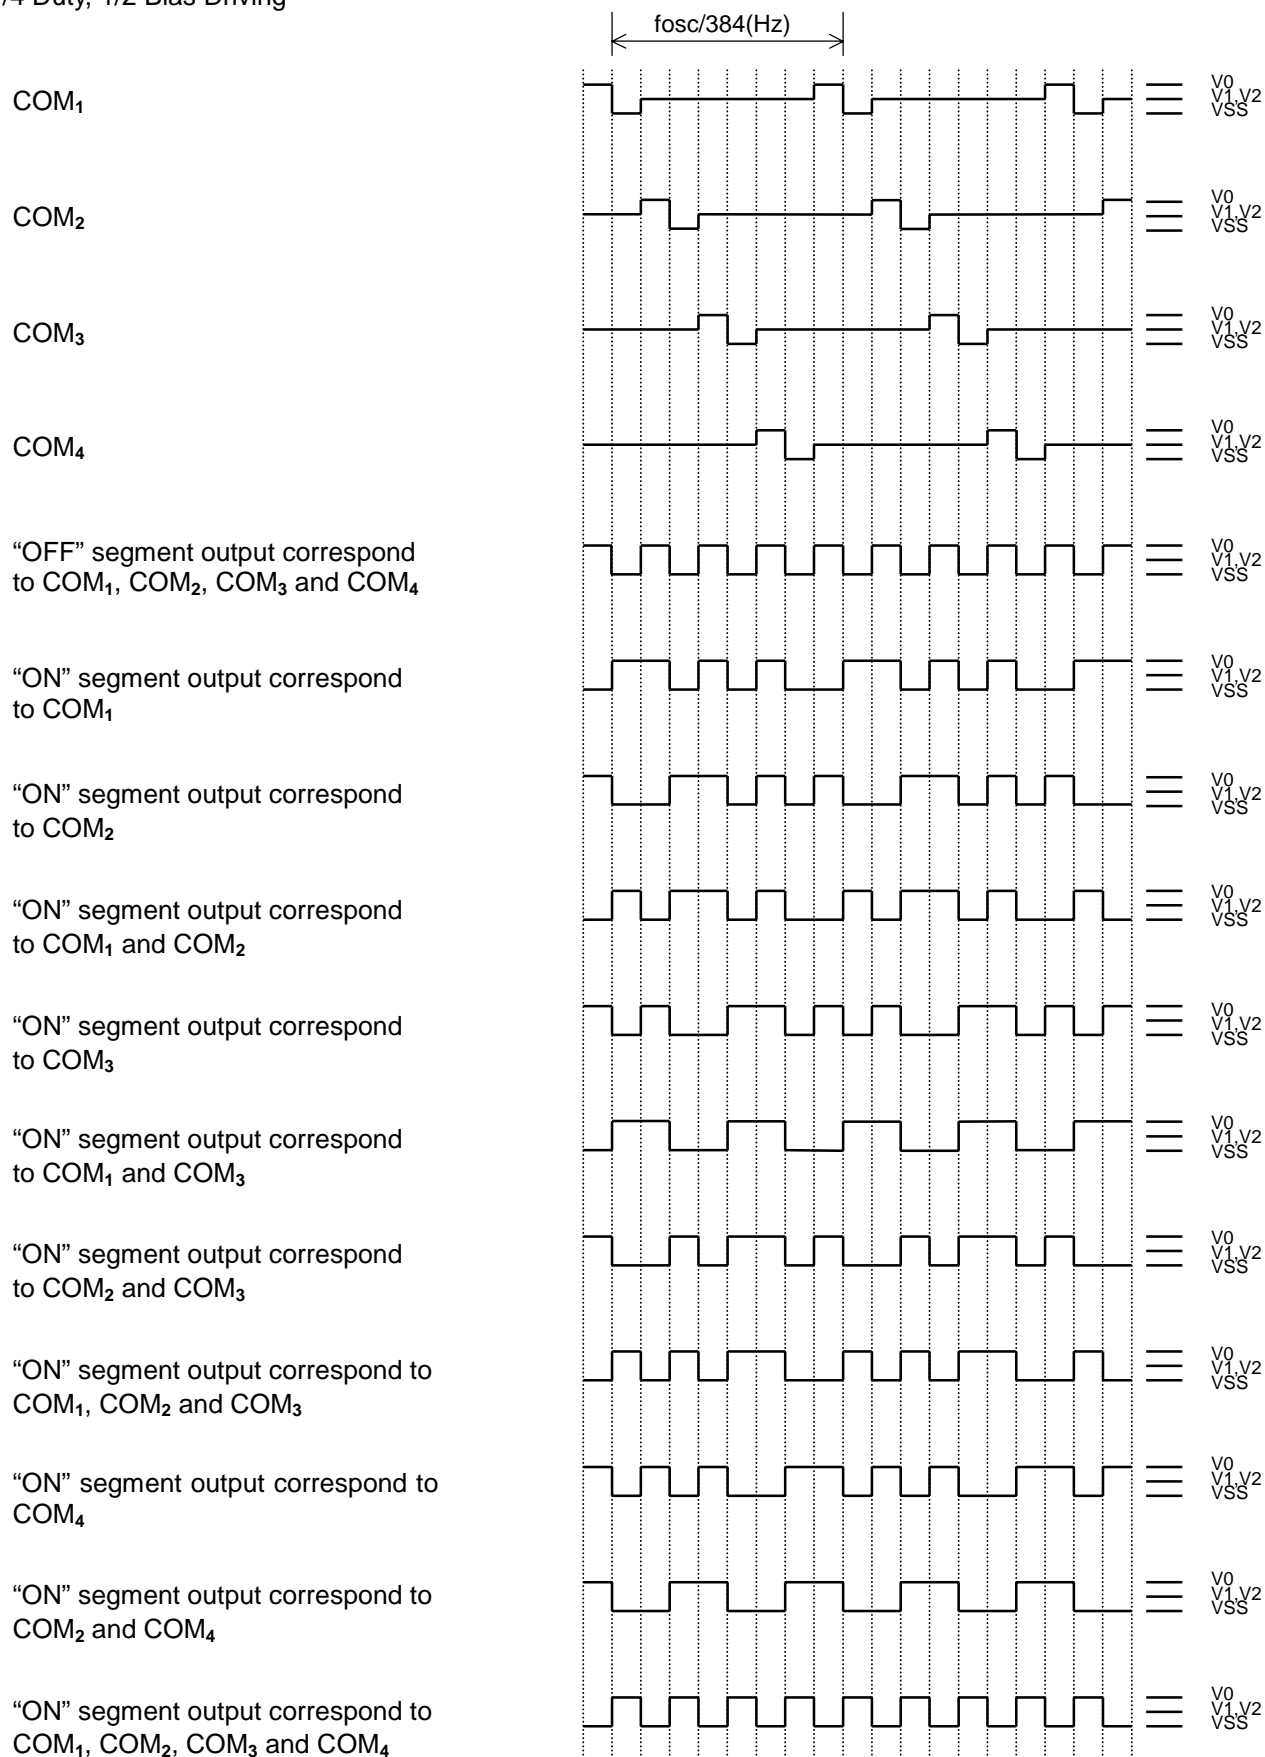 /4 Duty, 1/2 Bias Driving
fosc/384(Hz)
COM1
V0
V1,V2
VSS
COM2
V0
V1,V2
VSS
COM3
V0
V1,V2
VSS
COM4
V0
V1,V2
VSS
“OFF” segment output correspond
to COM1, COM2, COM3 and COM4
V0
V1,V2
VSS
“ON” segment output correspond
to COM1
V0
V1,V2
VSS
“ON” segment output correspond
to COM2
V0
V1,V2
VSS
“ON” segment output correspond
to COM1 and COM2
V0
V1,V2
VSS
“ON” segment output correspond
to COM3
V0
V1,V2
VSS
“ON” segment output correspond
to COM1 and COM3
V0
V1,V2
VSS
“ON” segment output correspond
to COM2 and COM3
V0
V1,V2
VSS
“ON” segment output correspond to
COM1, COM2 and COM3
V0
V1,V2
VSS
“ON” segment output correspond to
COM4
V0
V1,V2
VSS
“ON” segment output correspond to
COM2 and COM4
V0
V1,V2
VSS
“ON” segment output correspond to
COM1, COM2, COM3 and COM4
V0
V1,V2
VSS